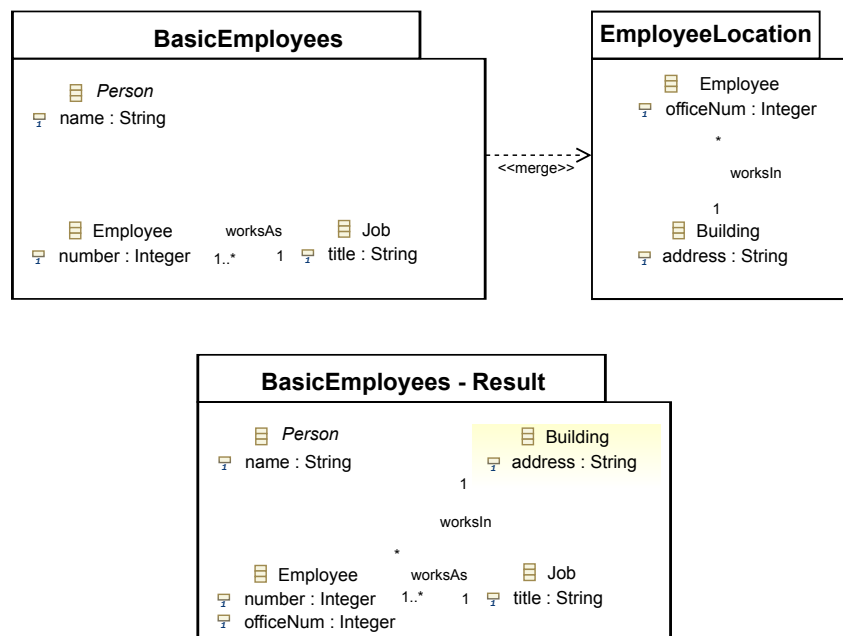 BasicEmployees
Person
name : String
Employee
number : Integer
worksAs
1..*
1
Job
title : String
<<merge>>
EmployeeLocation
Employee
officeNum : Integer
*
worksIn
1
Building
address : String
BasicEmployees - Result
Person
name : String
Building
address : String
1
worksIn
*
Employee
number : Integer
officeNum : Integer
worksAs
1..*
1
Job
title : String